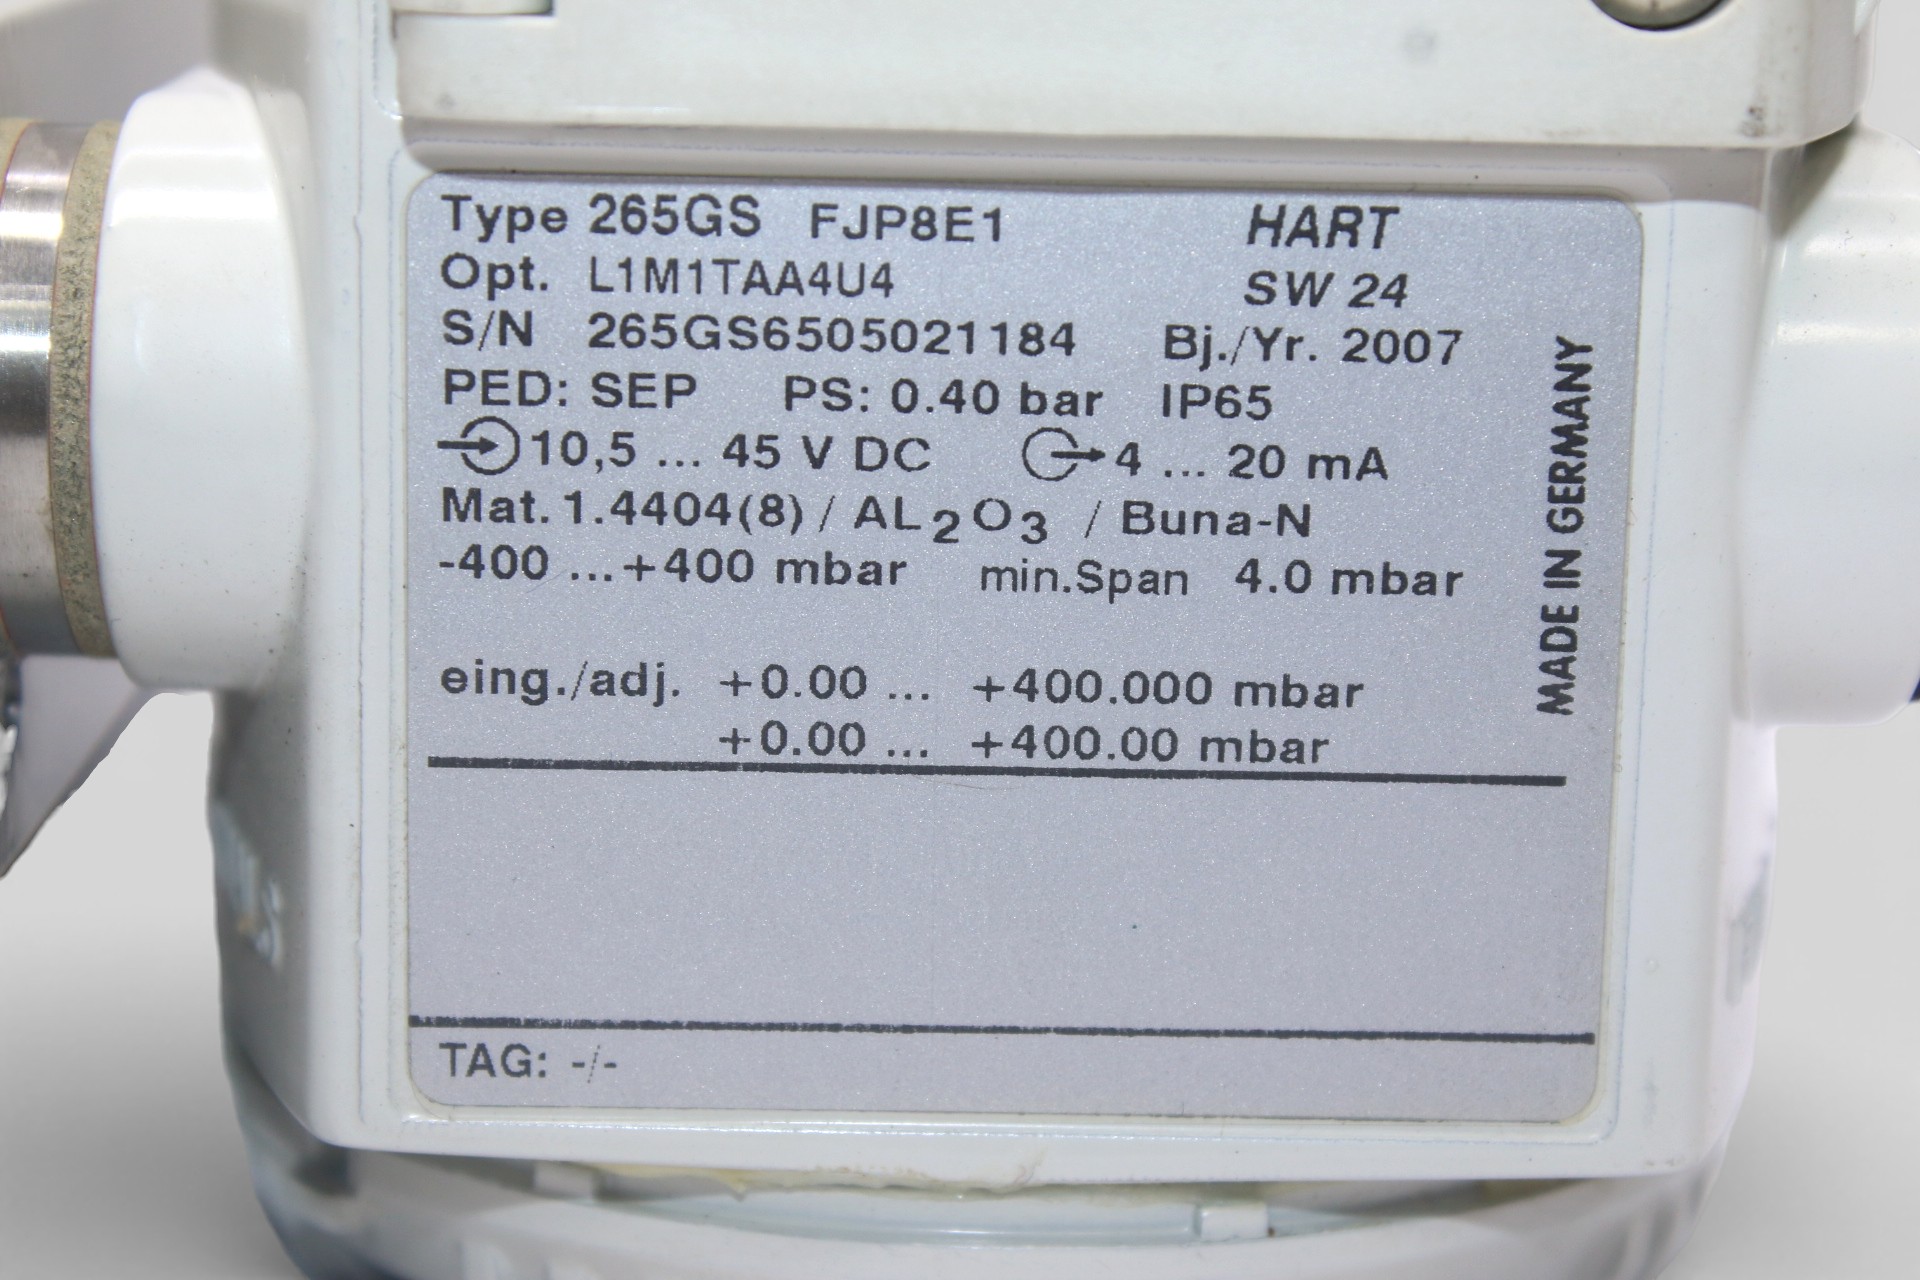 Type 265GS FJP8E1 HART
Opt. L1M1TAA4U4 SW 24
S/N 265GS6505021184 Bj./Yr. 2007
PED: SEP PS: 0.40 bar IP65
10,5 ... 45 V DC 4 ... 20 mA
Mat. 1.4404(8) / AL2O3 / Buna-N
-400 ...+400 mbar min.Span 4.0 mbar
eing./adj. +0.00 ... +400.000 mbar
+0.00 ... +400.00 mbar
TAG: -/-
MADE IN GERMANY